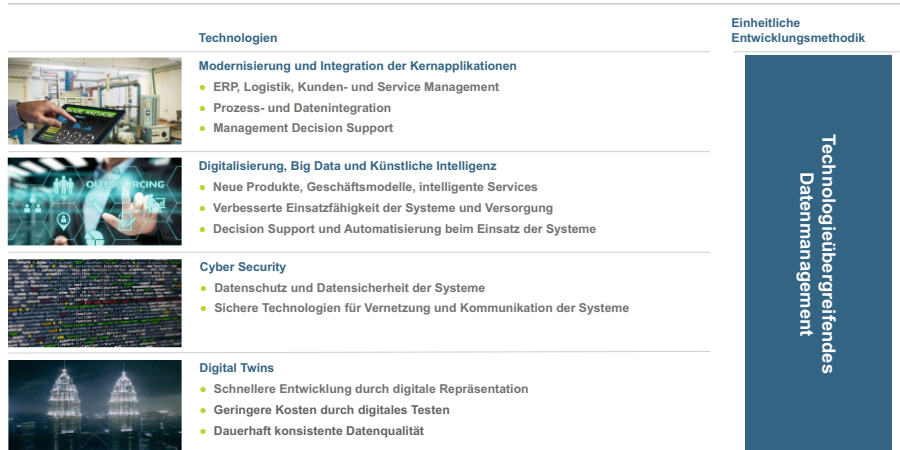 Technologien
Einheitliche
Entwicklungsmethodik
Modernisierung und Integration der Kernapplikationen
● ERP, Logistik, Kunden- und Service Management
● Prozess- und Datenintegration
● Management Decision Support
OUTSOURCING
Digitalisierung, Big Data und Künstliche Intelligenz
● Neue Produkte, Geschäftsmodelle, intelligente Services
● Verbesserte Einsatzfähigkeit der Systeme und Versorgung
● Decision Support und Automatisierung beim Einsatz der Systeme
Cyber Security
● Datenschutz und Datensicherheit der Systeme
● Sichere Technologien für Vernetzung und Kommunikation der Systeme
Digital Twins
● Schnellere Entwicklung durch digitale Repräsentation
● Geringere Kosten durch digitales Testen
● Dauerhaft konsistente Datenqualität
Technologieübergreifendes
Datenmanagement